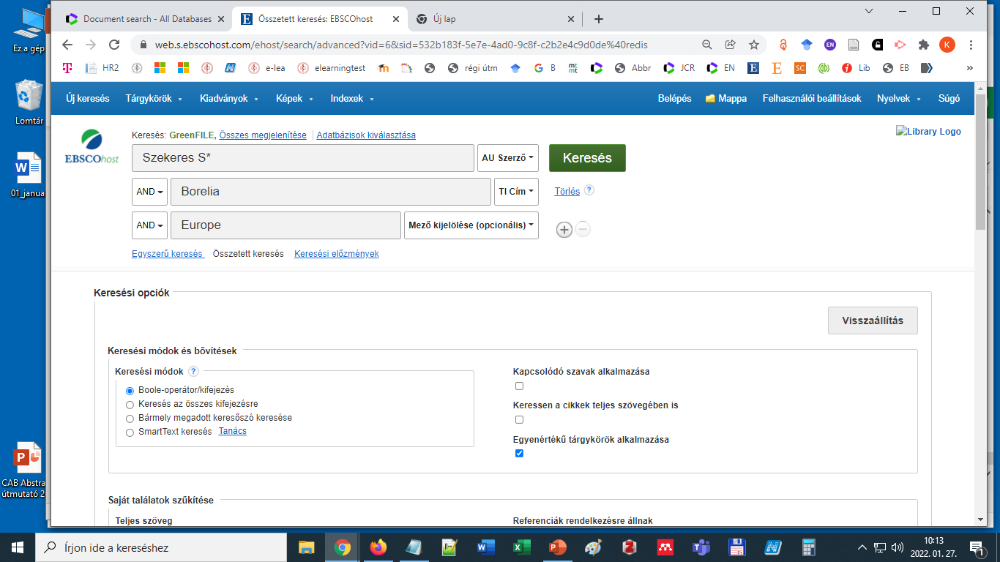 Document search - All Databases
Összetett keresés: EBSCOhost
Új lap
web.s.ebscohost.com/ehost/search/advanced?vid=6&sid=532b183f-5e7e-4ad0-9c8f-c2b2e4c9d0de%40redis
EN
K
HR2
e-lea
elearningtest
régi útm
G B
mt mt
Abbr
JCR
EN
E
E
SC
Lib
EB
»
Új keresés Tárgykörök Kiadványok Képek Indexek Belépés Mappa Felhasználói beállítások Nyelvek Súgó
Keresés: GreenFILE, Összes megjelenítése Adatbázisok kiválasztása
Library Logo
EBSCOhost
Szekeres S* AU Szerző Keresés
AND Borelia TI Cím Törlés ?
AND Europe Mező kijelölése (opcionális)
Egyszerű keresés Összetett keresés Keresési előzmények
Keresési opciók
Visszaállítás
Keresési módok és bővítések
Keresési módok ?
Boole-operátor/kifejezés
Keresés az összes kifejezésre
Bármely megadott keresőszó keresése
SmartText keresés Tanács
Kapcsolódó szavak alkalmazása
Keressen a cikkek teljes szövegében is
Egyenértékű tárgykörök alkalmazása
Saját találatok szűkítése
Teljes szöveg
Referenciák rendelkezésre állnak
Ez a gép
Lomtár
01_janua
CAB Abstra
útmutató 2
Írjon ide a kereséshez
10:13
2022. 01. 27.
1